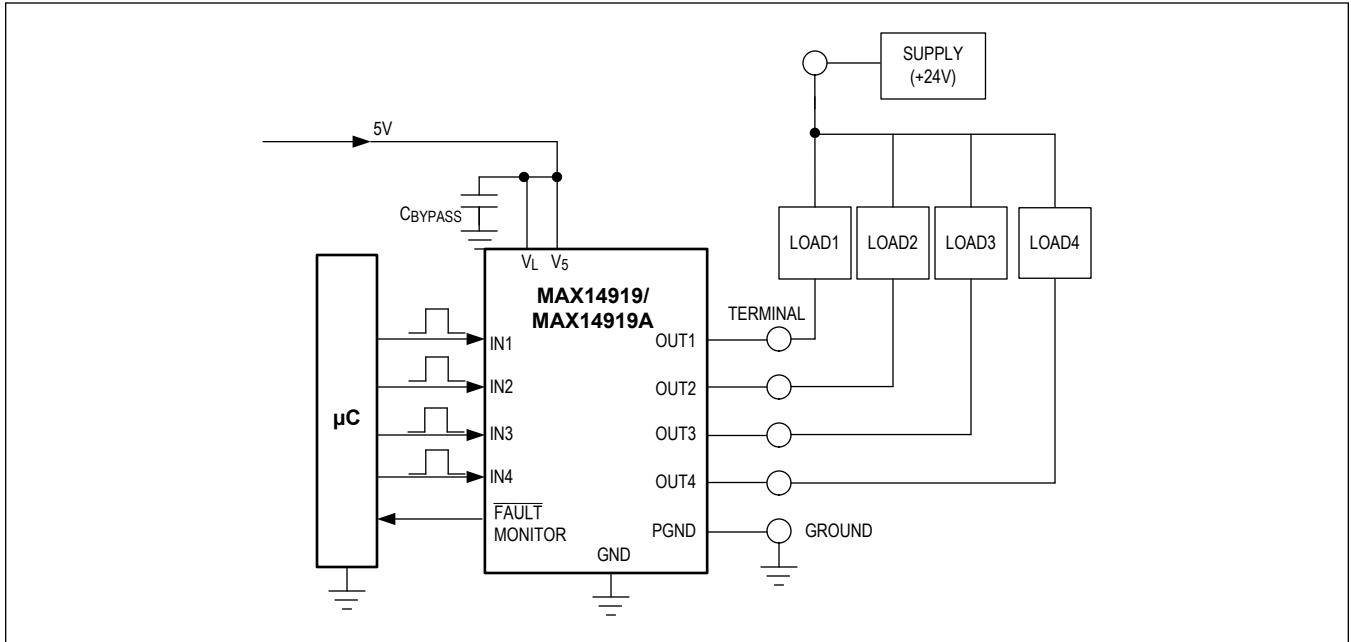 SUPPLY
(+24V)
5V
CBYPASS
LOAD1
LOAD2
LOAD3
LOAD4
VL
V5
MAX14919/
MAX14919A
TERMINAL
µC
IN1
IN2
IN3
IN4
FAULT
MONITOR
OUT1
OUT2
OUT3
OUT4
PGND
GROUND
GND